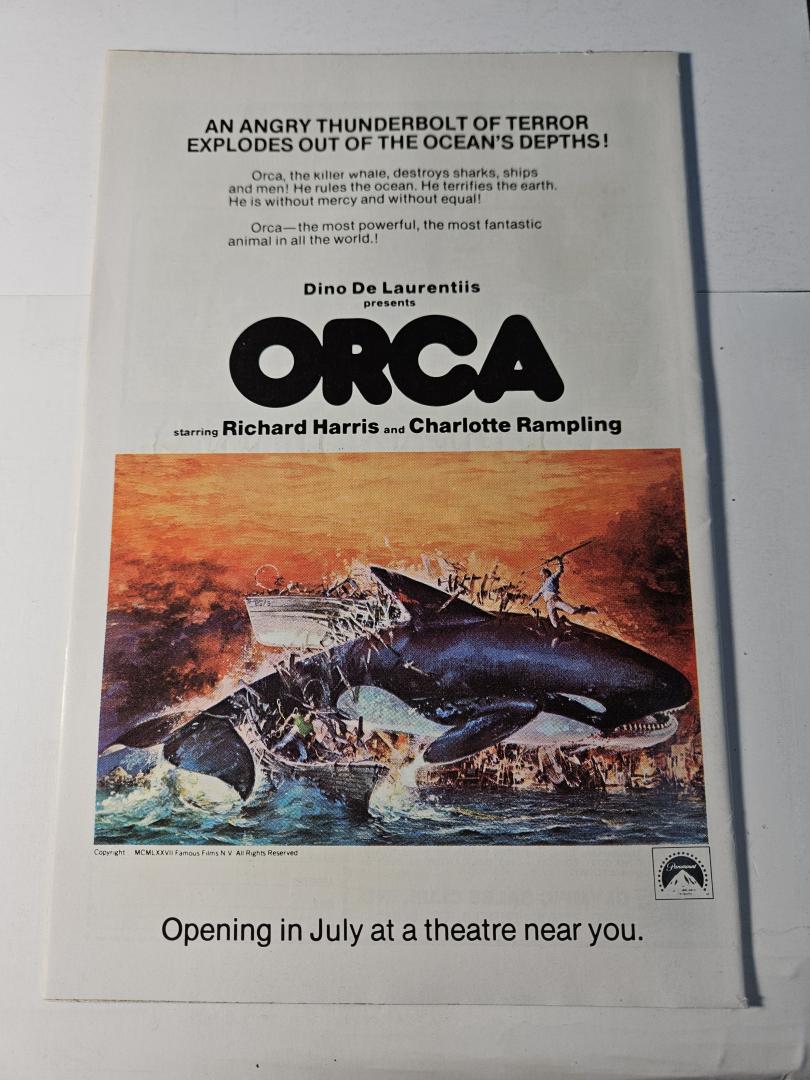 AN ANGRY THUNDERBOLT OF TERROR
EXPLODES OUT OF THE OCEAN'S DEPTHS!
Orca, the killer whale, destroys sharks, ships
and men! He rules the ocean. He terrifies the earth.
He is without mercy and without equal!
Orca—the most powerful, the most fantastic
animal in all the world.!
Dino De Laurentiis
presents
ORCA
starring Richard Harris and Charlotte Rampling
Copyright MCMLXXVII Famous Films N V All Rights Reserved
Paramount
Opening in July at a theatre near you.